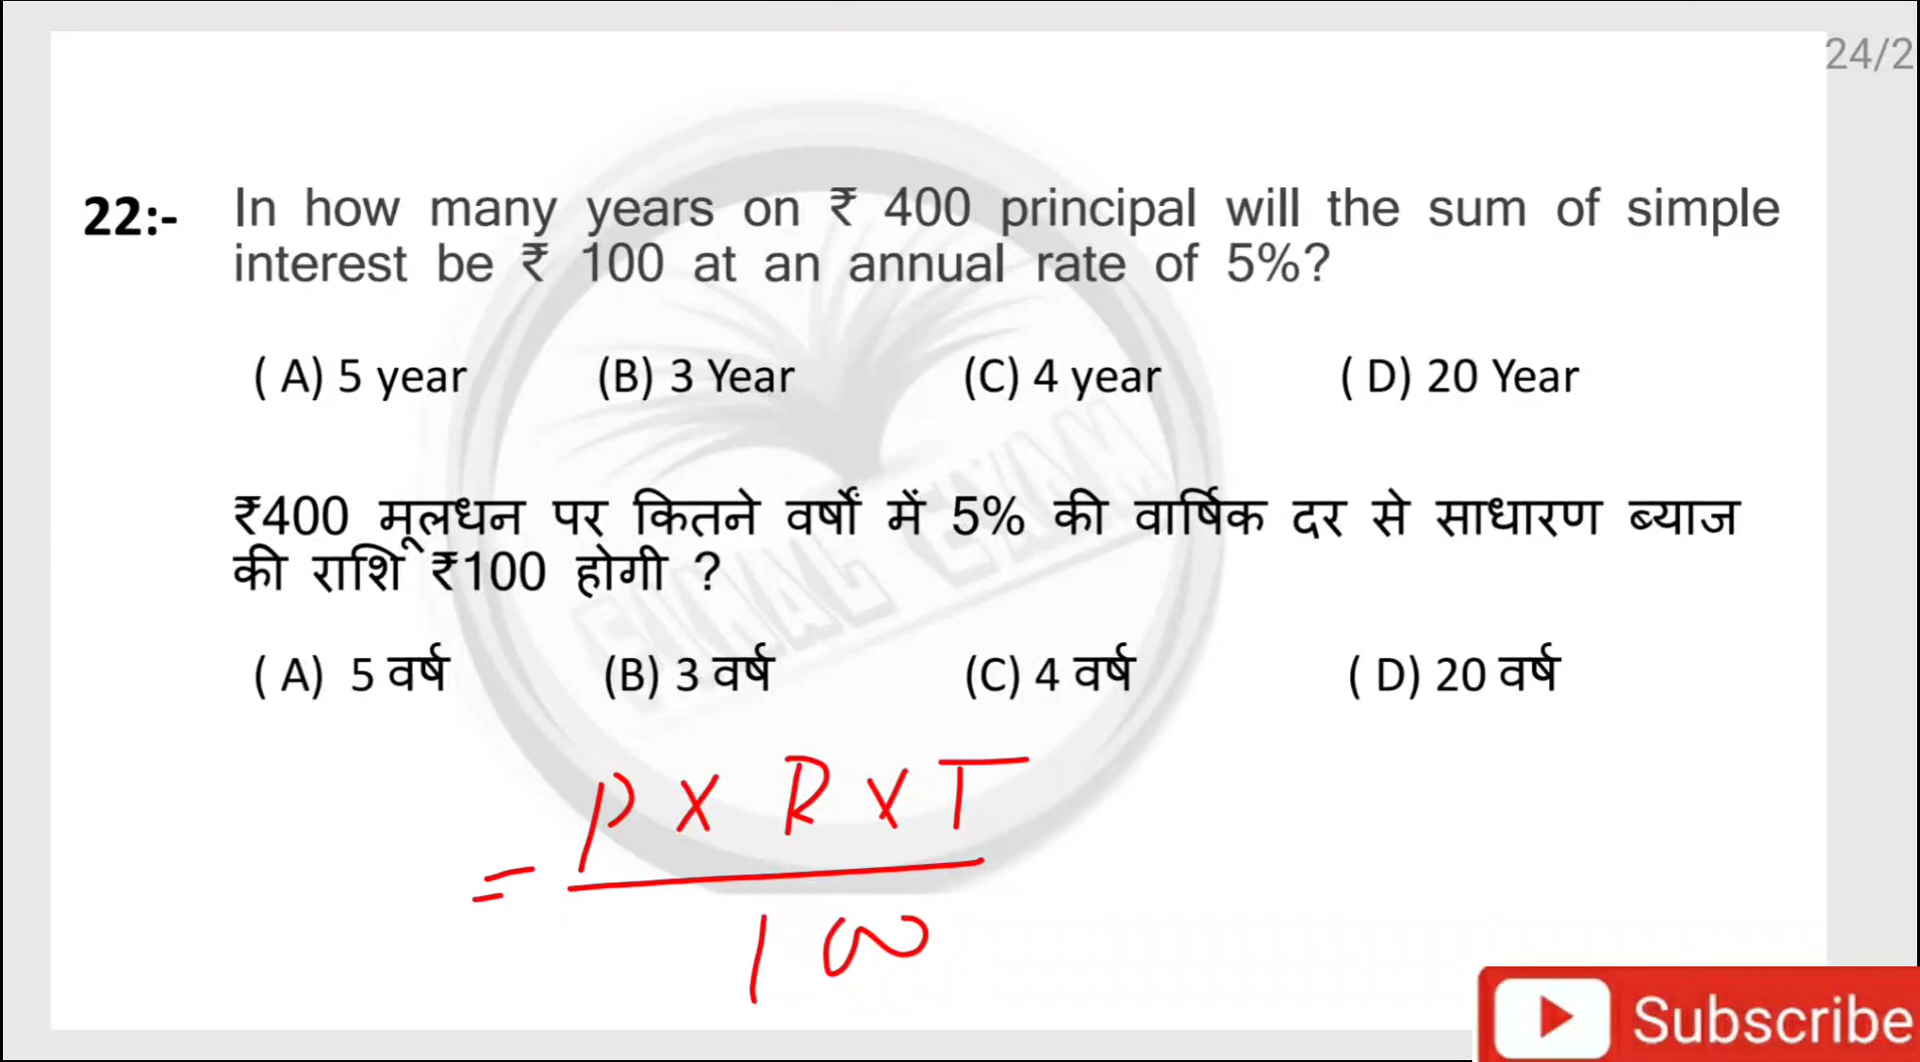 24/2
22:- In how many years on ₹ 400 principal will the sum of simple
interest be ₹ 100 at an annual rate of 5%?
( A) 5 year (B) 3 Year (C) 4 year ( D) 20 Year
₹400 मूलधन पर कितने वर्षों में 5% की वार्षिक दर से साधारण ब्याज
की राशि ₹100 होगी ?
( A) 5 वर्ष (B) 3 वर्ष (C) 4 वर्ष ( D) 20 वर्ष
FINAL EXAM
= P X R X T
100
Subscribe